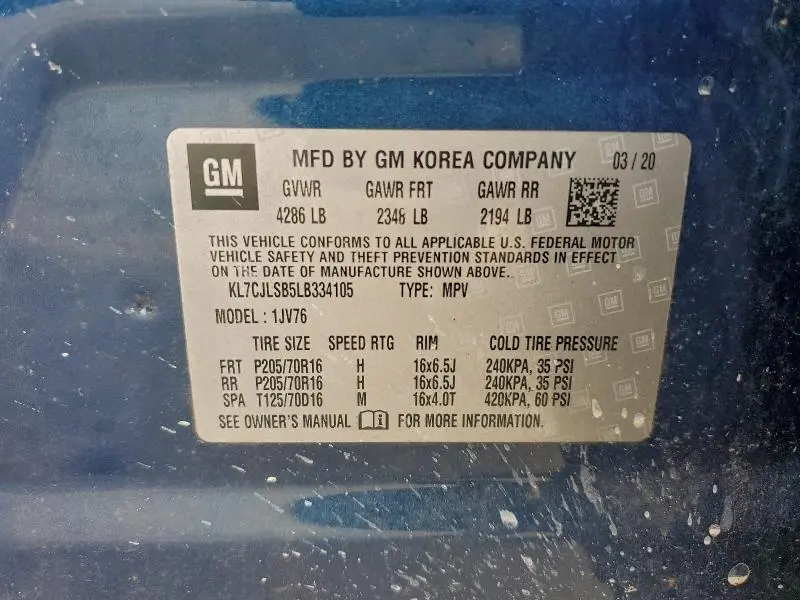 GM MFD BY GM KOREA COMPANY 03 / 20
GVWR GAWR FRT GAWR RR
4286 LB 2348 LB 2194 LB
THIS VEHICLE CONFORMS TO ALL APPLICABLE U.S. FEDERAL MOTOR
VEHICLE SAFETY AND THEFT PREVENTION STANDARDS IN EFFECT
ON THE DATE OF MANUFACTURE SHOWN ABOVE.
KL7CJLSB5LB334105 TYPE: MPV
MODEL : 1JV76
TIRE SIZE SPEED RTG RIM COLD TIRE PRESSURE
FRT P205/70R16 H 16x6.5J 240KPA, 35 PSI
RR P205/70R16 H 16x6.5J 240KPA, 35 PSI
SPA T125/70D16 M 16x4.0T 420KPA, 60 PSI
SEE OWNER'S MANUAL i FOR MORE INFORMATION.